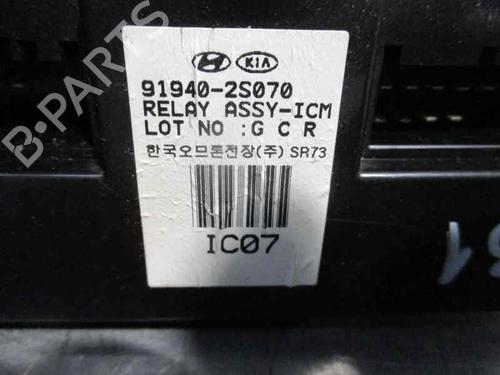 KIA
91940-2S070
RELAY ASSY-ICM
LOT NO :G C R
한국오므론전장(주) SR73
IC07
B-Parts